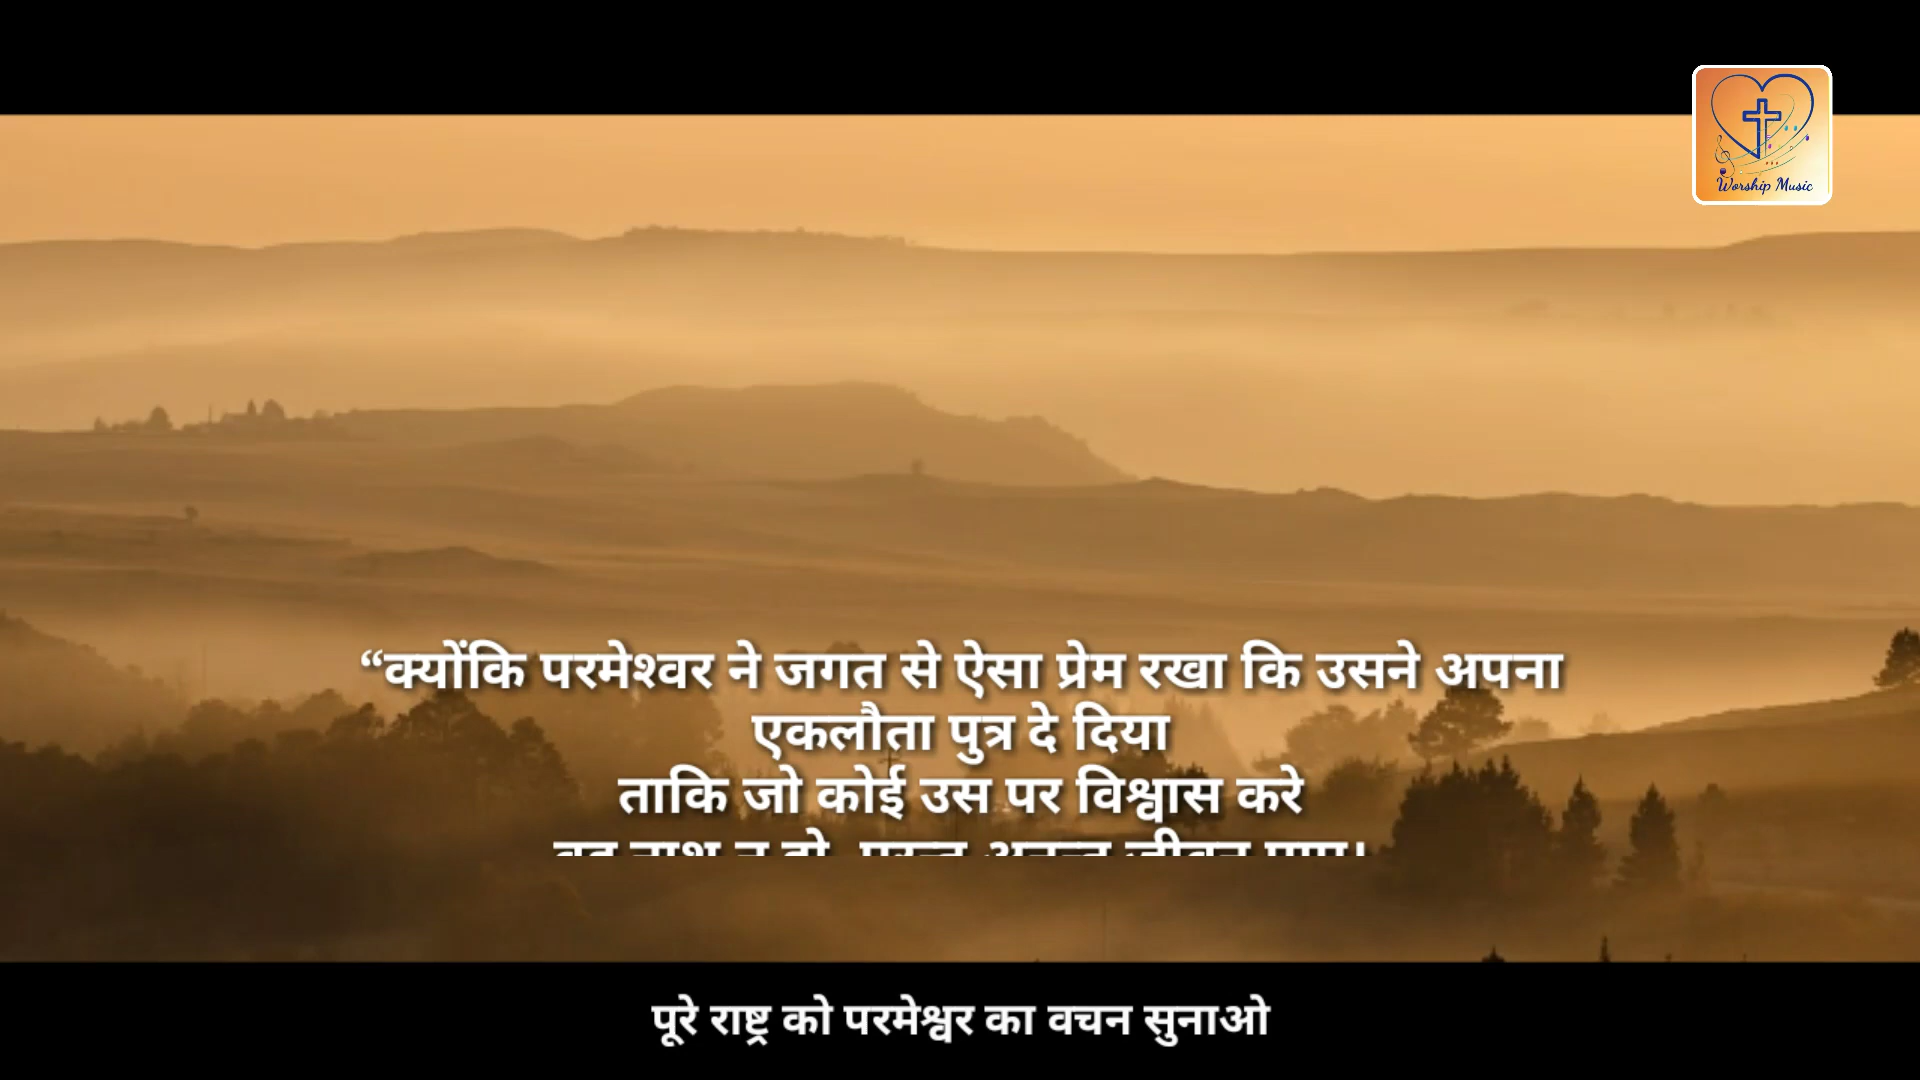 Worship Music
“क्योंकि परमेश्वर ने जगत से ऐसा प्रेम रखा कि उसने अपना
एकलौता पुत्र दे दिया
ताकि जो कोई उस पर विश्वास करे
पूरे राष्ट्र को परमेश्वर का वचन सुनाओ